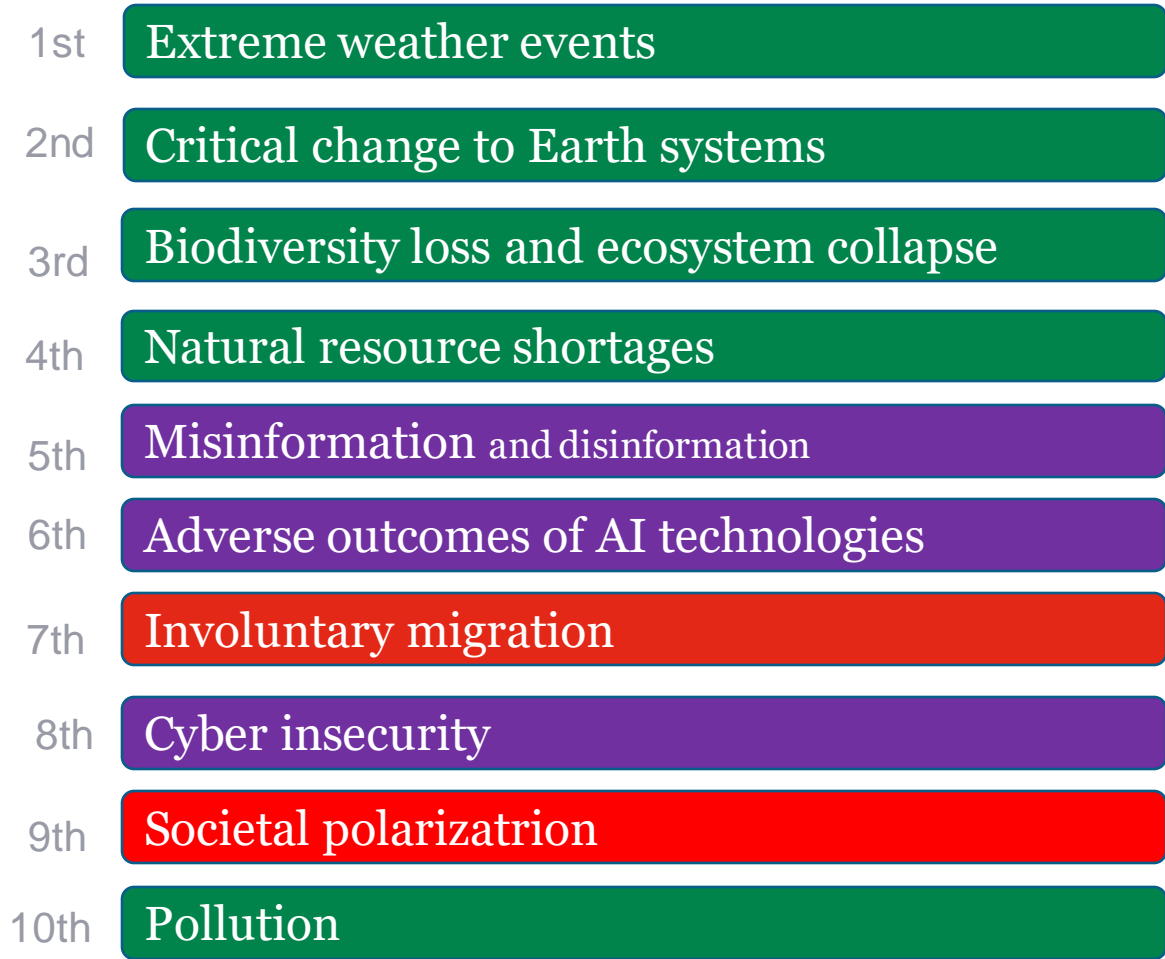 1st Extreme weather events
2nd Critical change to Earth systems
3rd Biodiversity loss and ecosystem collapse
4th Natural resource shortages
5th Misinformation and disinformation
6th Adverse outcomes of AI technologies
7th Involuntary migration
8th Cyber insecurity
9th Societal polarizatrion
10th Pollution